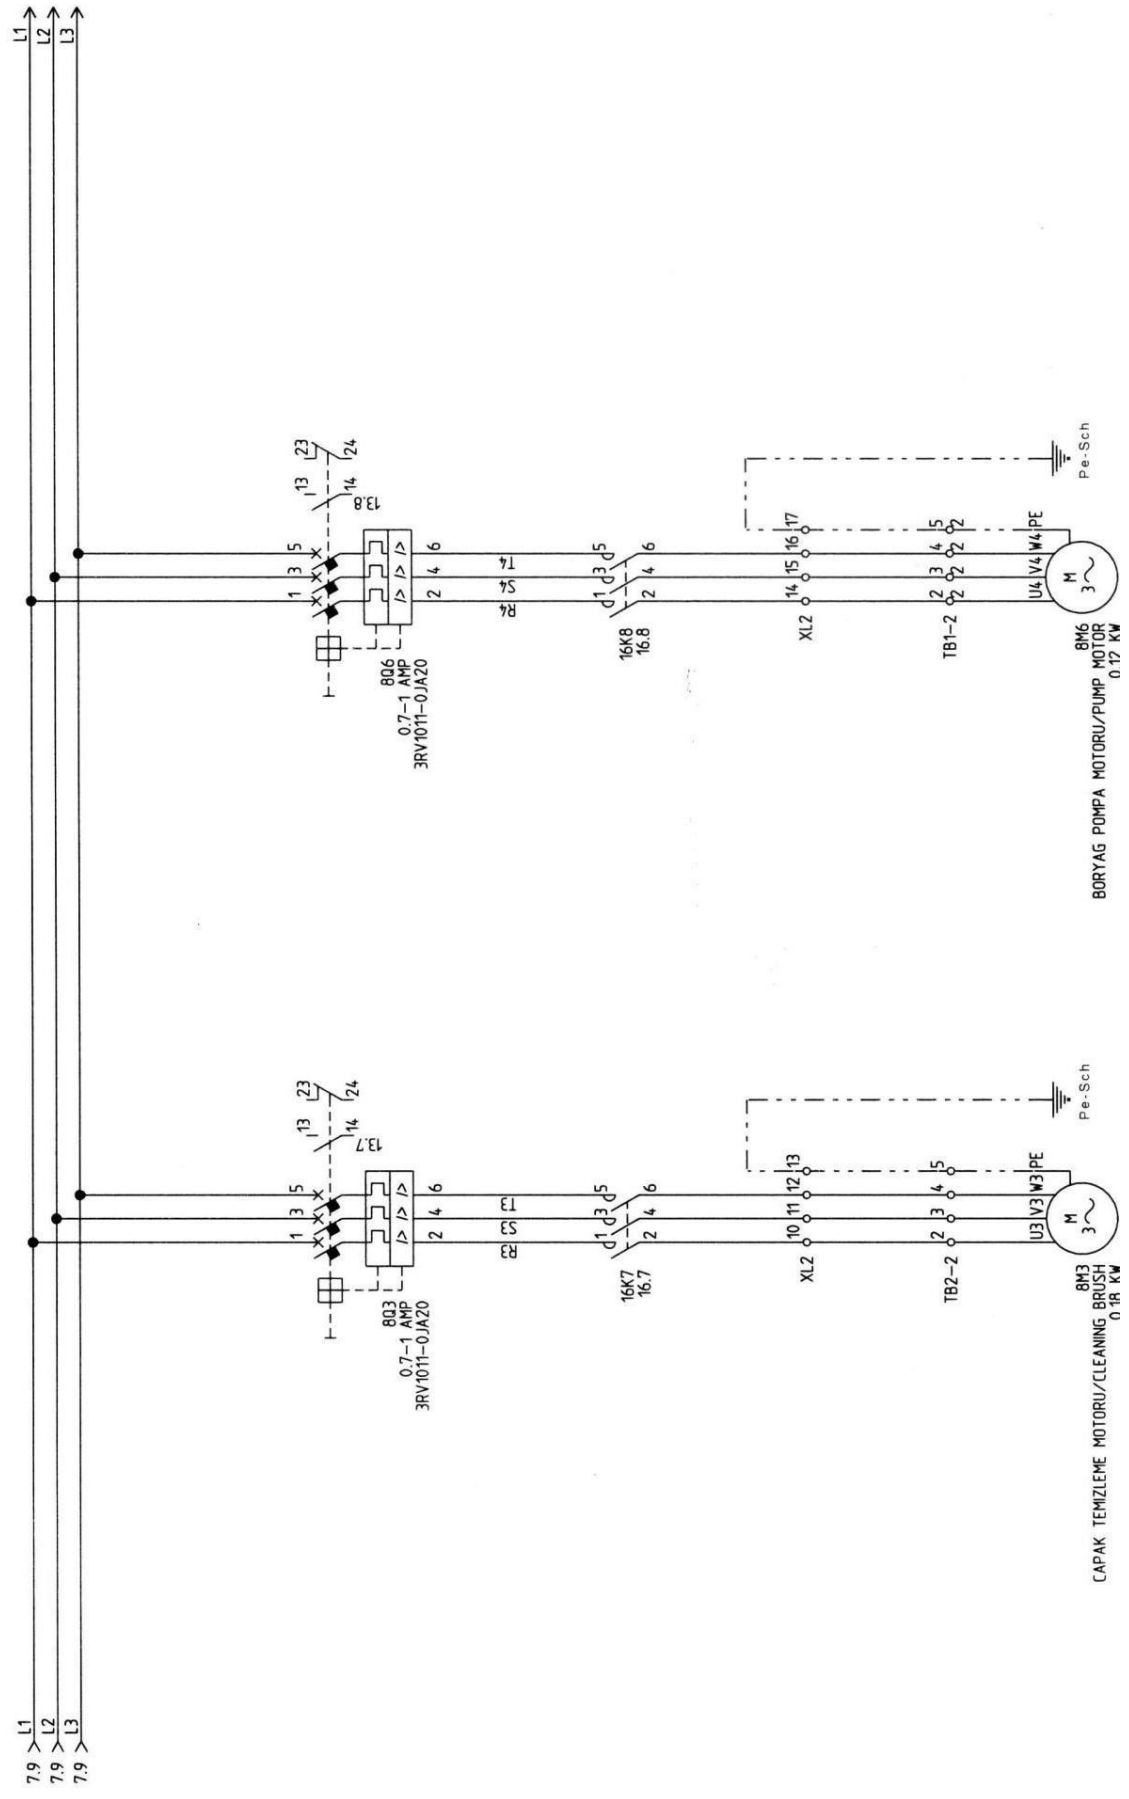 7.9 L1 L1
7.9 L2 L2
7.9 L3 L3
1 3 5 13 14 23 24
13.7
8Q3
0.7-1 AMP
3RV1011-0JA20
2 4 6
R3 S3 T3
1 3 5
16K7
16.7
2 4 6
XL2 10 11 12 13
TB2-2 2 3 4 5
U3 V3 W3 PE
M
3~
8M3
CAPAK TEMIZLEME MOTORU/CLEANING BRUSH
0.18 KW
Pe-Sch
1 3 5 13 14 23 24
13.8
8Q6
0.7-1 AMP
3RV1011-0JA20
2 4 6
R4 S4 T4
1 3 5
16K8
16.8
2 4 6
XL2 14 15 16 17
TB1-2 2 3 4 5
2 2 2 2
U4 V4 W4 PE
M
3~
8M6
BORYAG POMPA MOTORU/PUMP MOTOR
0.12 KW
Pe-Sch